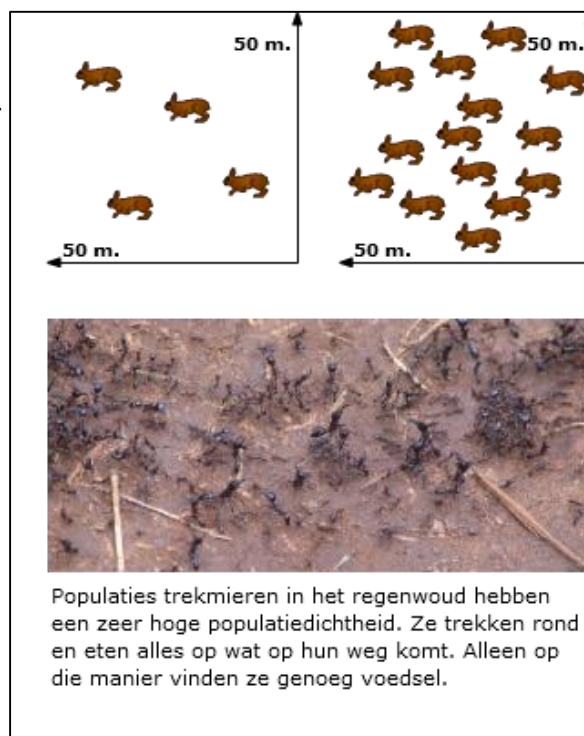 50 m.
50 m.
50 m.
50 m.
Populaties trekmieren in het regenwoud hebben
een zeer hoge populatiedichtheid. Ze trekken rond
en eten alles op wat op hun weg komt. Alleen op
die manier vinden ze genoeg voedsel.